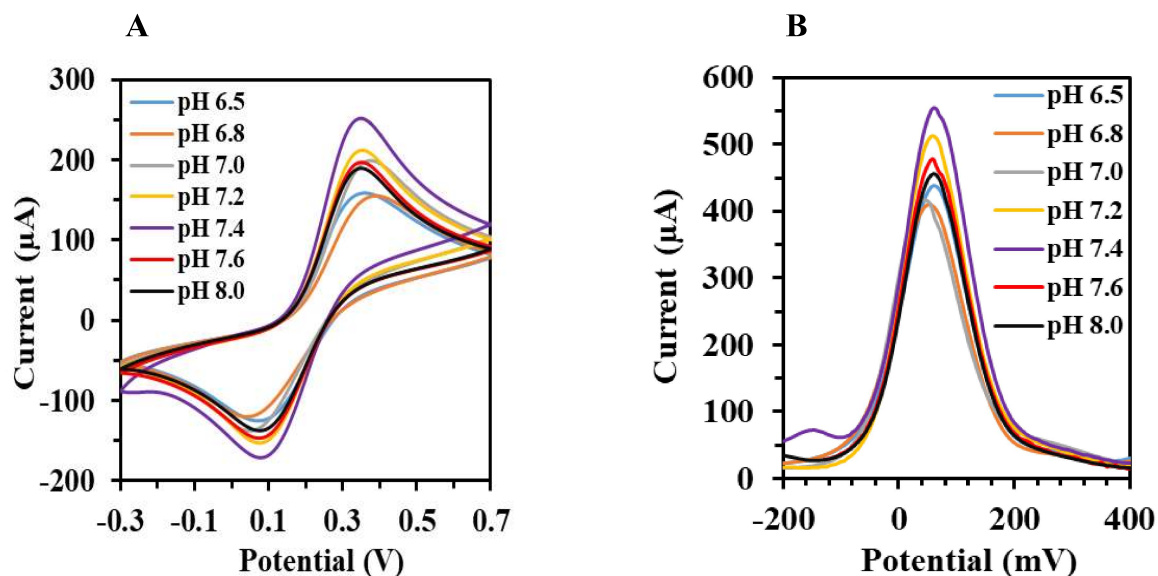 A
300
200
100
0
-100
-200
Current (µA)
pH 6.5
pH 6.8
pH 7.0
pH 7.2
pH 7.4
pH 7.6
pH 8.0
-0.3 -0.1 0.1 0.3 0.5 0.7
Potential (V)
B
600
500
400
300
200
100
0
Current (µA)
pH 6.5
pH 6.8
pH 7.0
pH 7.2
pH 7.4
pH 7.6
pH 8.0
-200 0 200 400
Potential (mV)